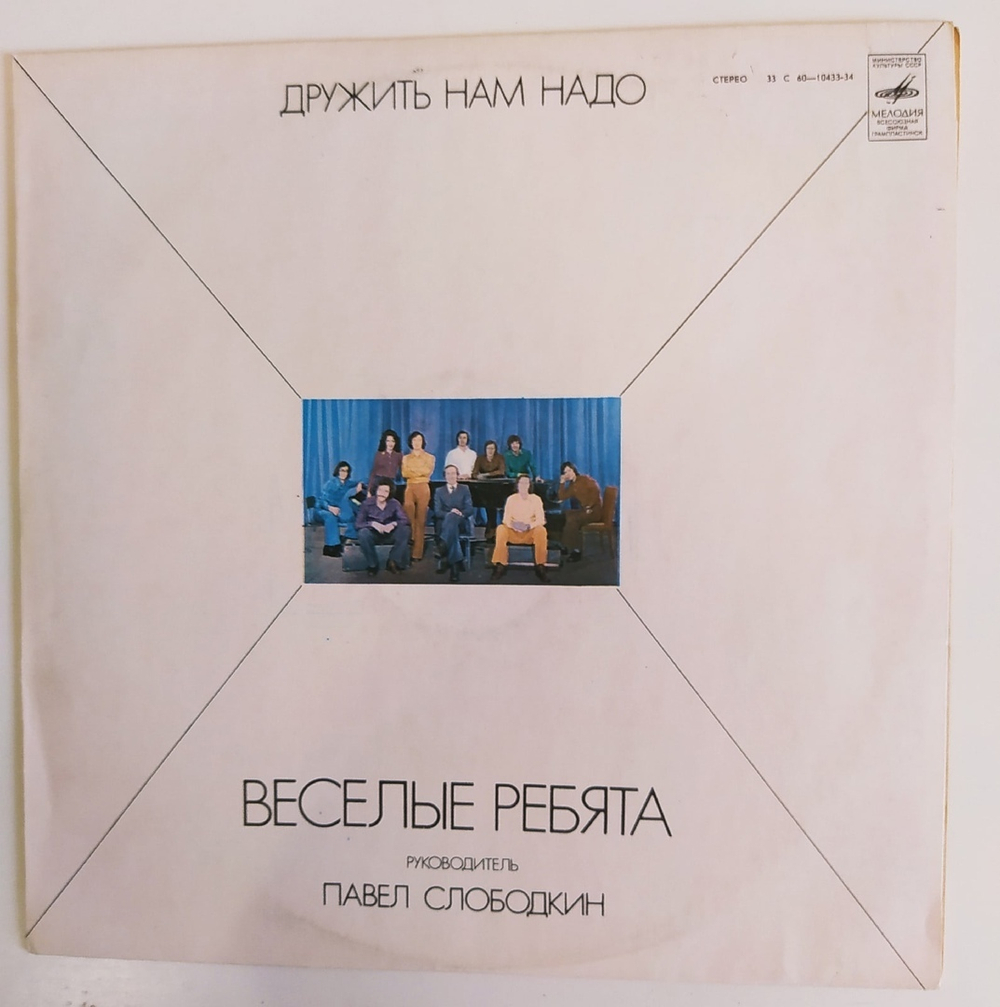 ДРУЖИТЬ НАМ НАДО
СТЕРЕО 33 С 60—10433-34
МИНИСТЕРСТВО
КУЛЬТУРЫ СССР
МЕЛОДИЯ
ВСЕСОЮЗНАЯ
ФИРМА
ГРАМПЛАСТИНОК
ВЕСЕЛЫЕ РЕБЯТА
РУКОВОДИТЕЛЬ
ПАВЕЛ СЛОБОДКИН